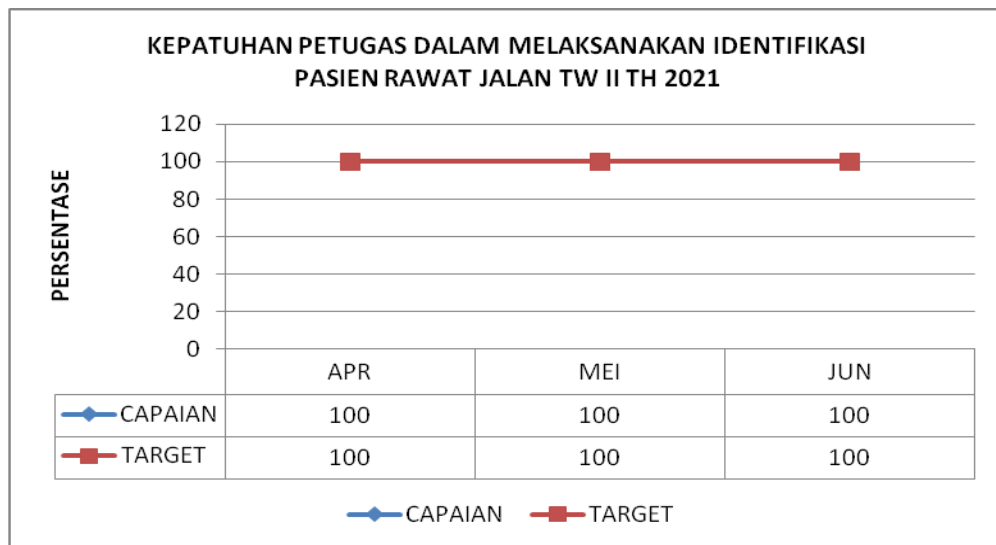 KEPATUHAN PETUGAS DALAM MELAKSANAKAN IDENTIFIKASI
PASIEN RAWAT JALAN TW II TH 2021
PERSENTASE
120
100
80
60
40
20
0
APR MEI JUN
CAPAIAN 100 100 100
TARGET 100 100 100
CAPAIAN TARGET